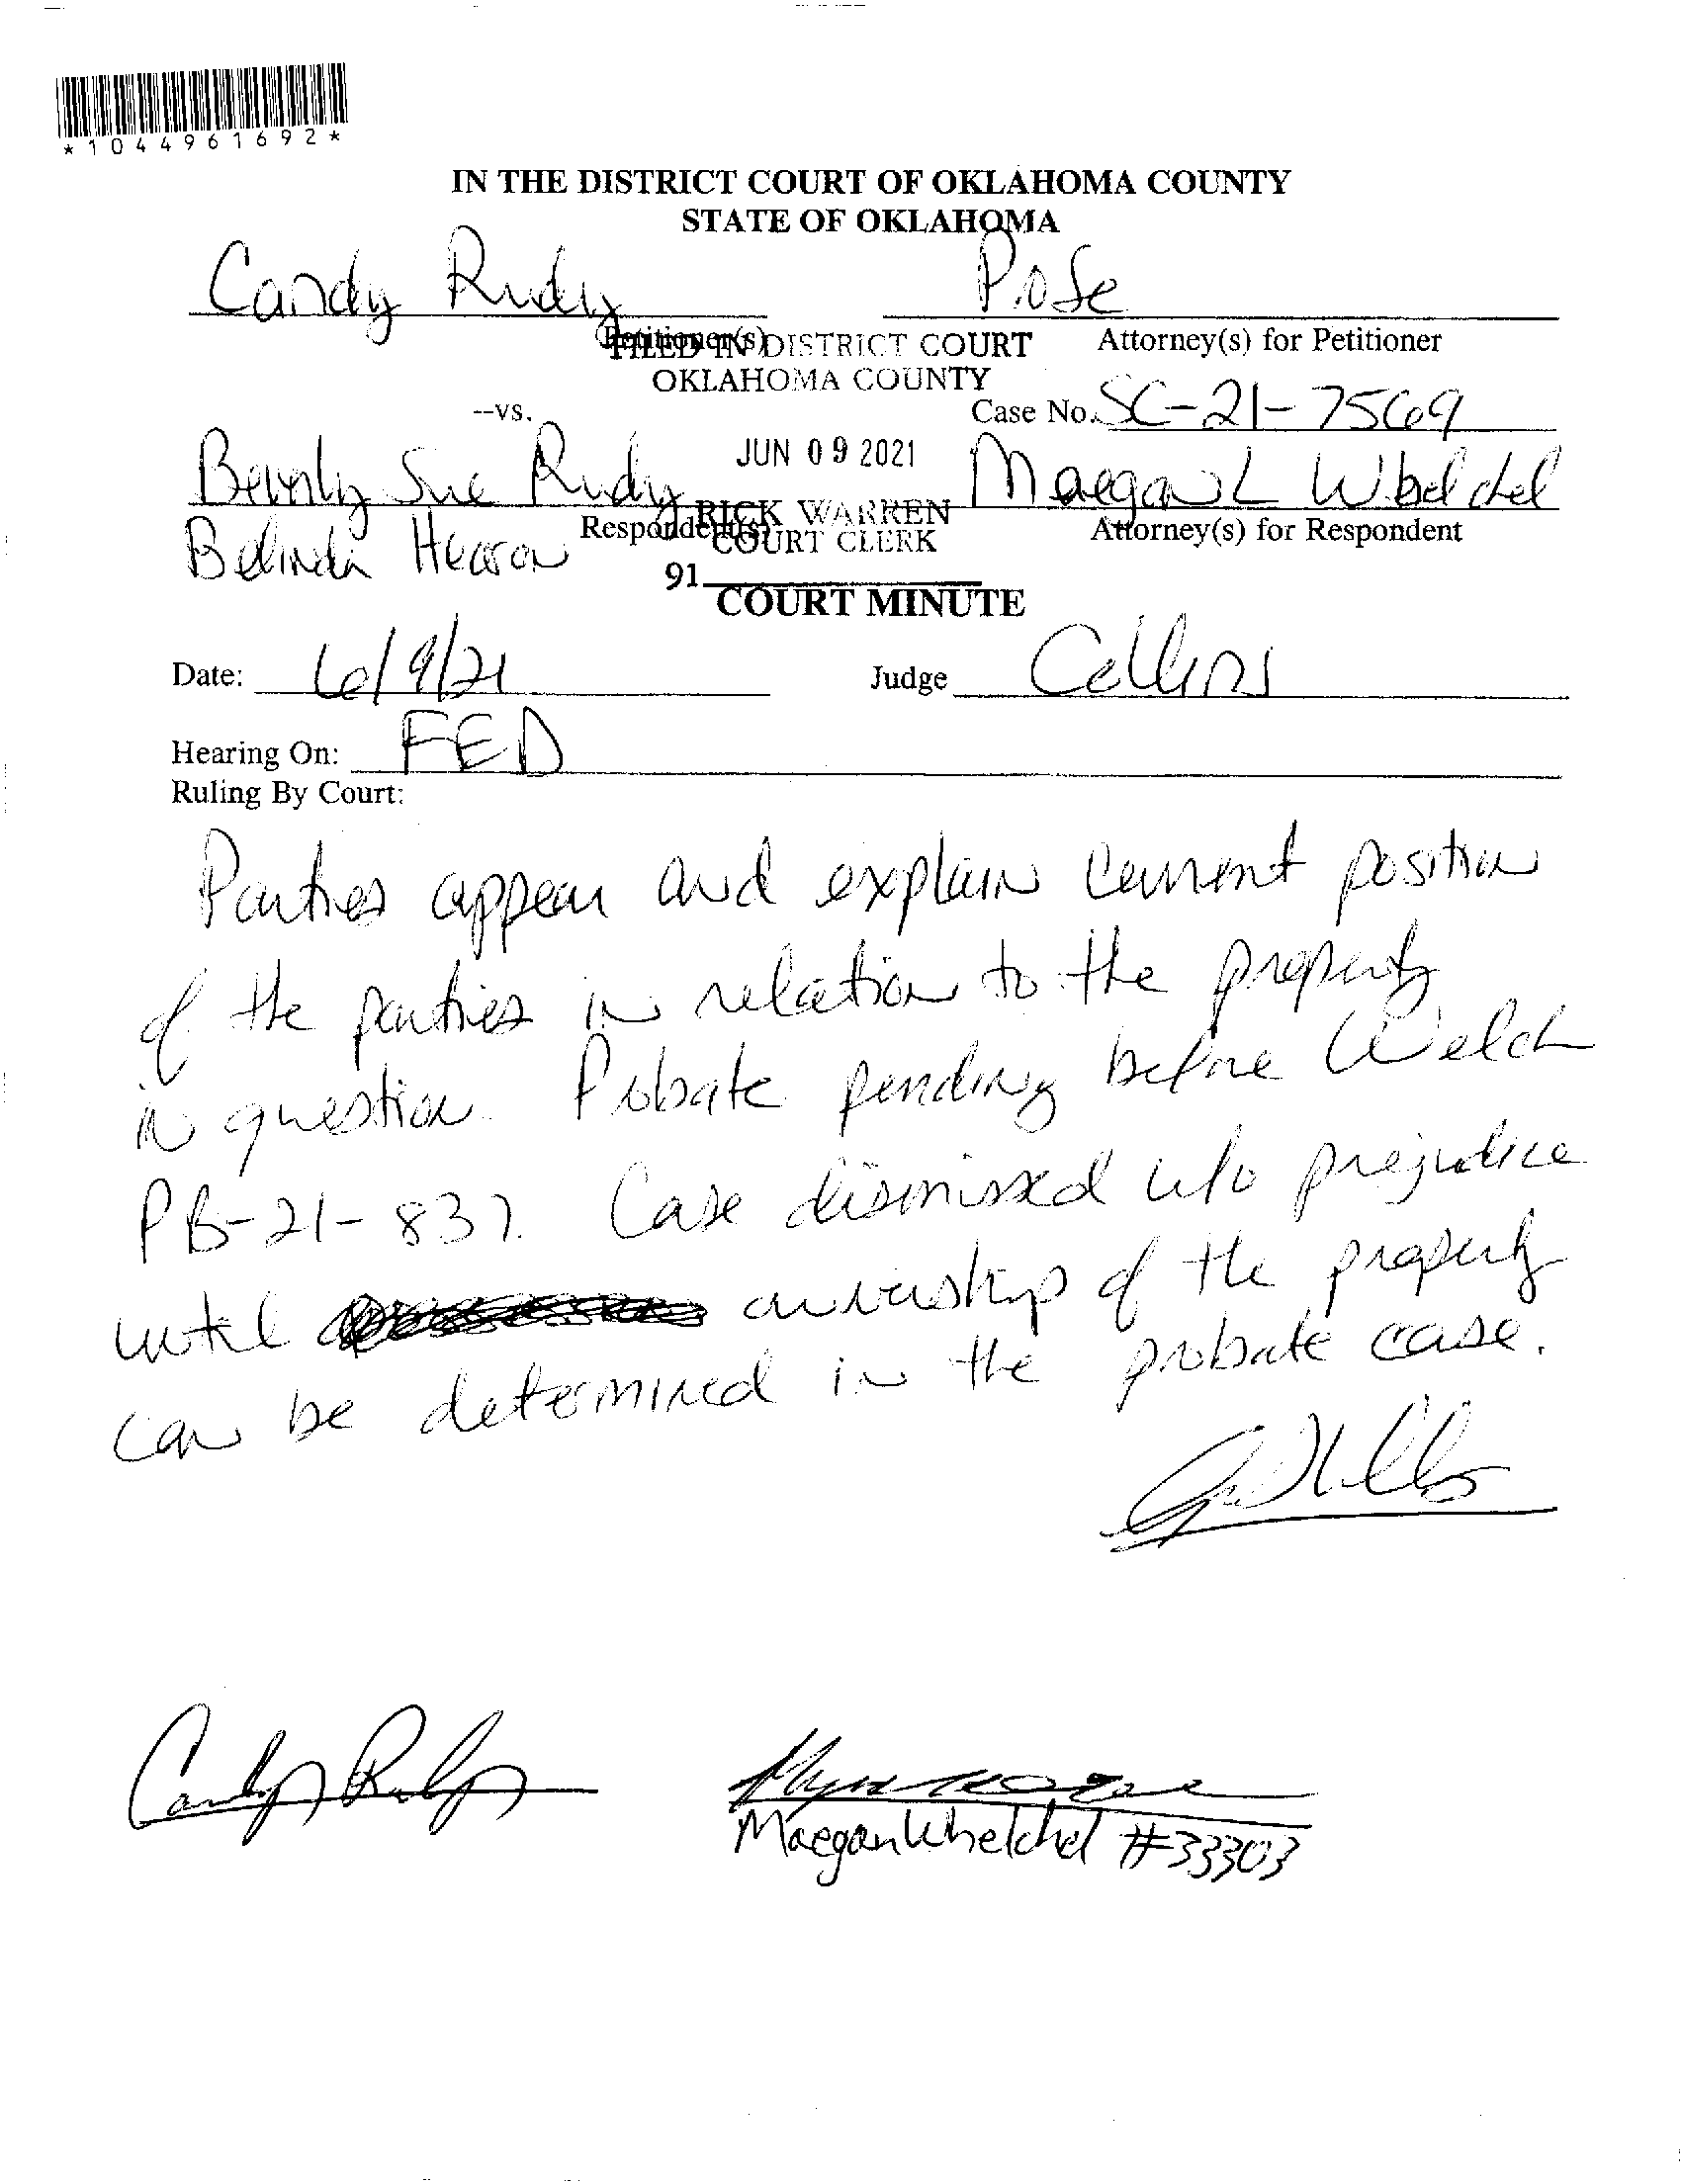 *1044961692*
IN THE DISTRICT COURT OF OKLAHOMA COUNTY
STATE OF OKLAHOMA
Candy Rudy
Pro Se
Petitioner(s)
Attorney(s) for Petitioner
FILED IN DISTRICT COURT
OKLAHOMA COUNTY
--vs.
Case No. SC-21-7569
JUN 09 2021
Beverly Sue Rudy
Maegan L Whelchel
RICK WARREN
Respondent(s)
COURT CLERK
Attorney(s) for Respondent
Belinda Hearon
91
COURT MINUTE
Date: 6/9/21
Judge Collins
Hearing On: FED
Ruling By Court:
Parties appear and explain current position
of the parties in relation to the property
in question. Probate pending before Welch
PB-21-837. Case dismissed w/o prejudice
until ownership of the property
can be determined in the probate case.
Candy Rudy
Maegan Whelchel #33303